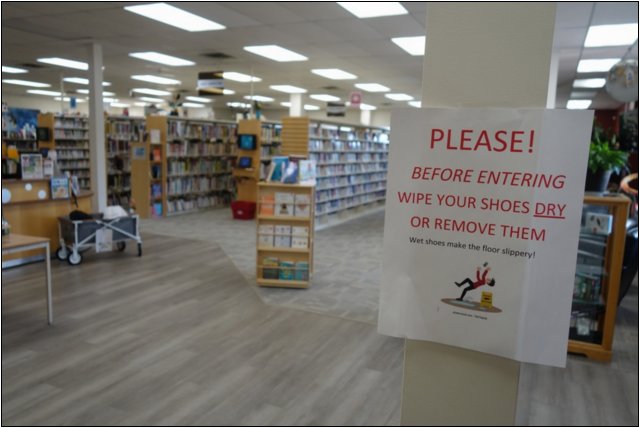 PLEASE!
BEFORE ENTERING
WIPE YOUR SHOES DRY
OR REMOVE THEM
Wet shoes make the floor slippery!